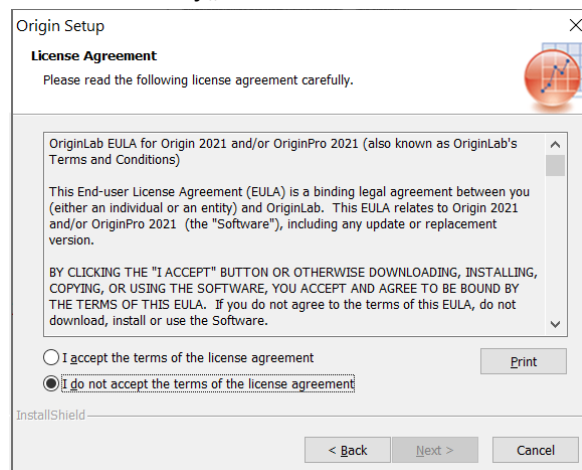 Origin Setup
License Agreement
Please read the following license agreement carefully.
OriginLab EULA for Origin 2021 and/or OriginPro 2021 (also known as OriginLab's
Terms and Conditions)
This End-user License Agreement (EULA) is a binding legal agreement between you
(either an individual or an entity) and OriginLab.  This EULA relates to Origin 2021
and/or OriginPro 2021  (the "Software"), including any update or replacement
version.
BY CLICKING THE "I ACCEPT" BUTTON OR OTHERWISE DOWNLOADING, INSTALLING,
COPYING, OR USING THE SOFTWARE, YOU ACCEPT AND AGREE TO BE BOUND BY
THE TERMS OF THIS EULA.  If you do not agree to the terms of this EULA, do not
download, install or use the Software.
I accept the terms of the license agreement
Print
I do not accept the terms of the license agreement
InstallShield
< Back Next > Cancel